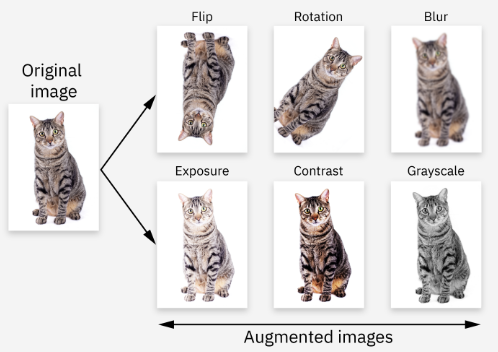 Original
image
Flip
Rotation
Blur
Exposure
Contrast
Grayscale
Augmented images